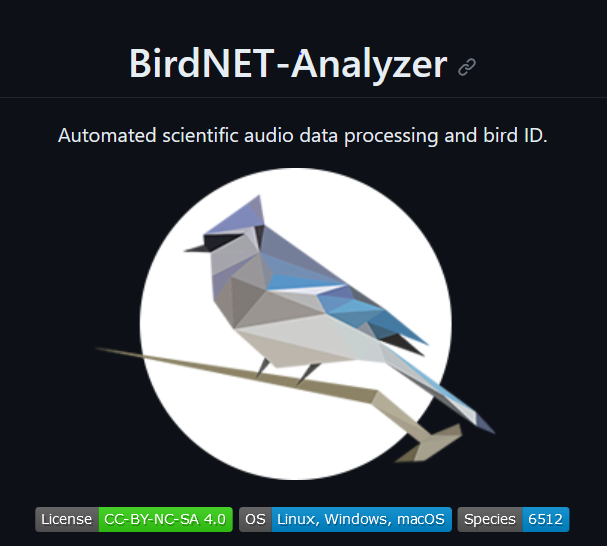 BirdNET-Analyzer
Automated scientific audio data processing and bird ID.
License CC-BY-NC-SA 4.0 OS Linux, Windows, macOS Species 6512